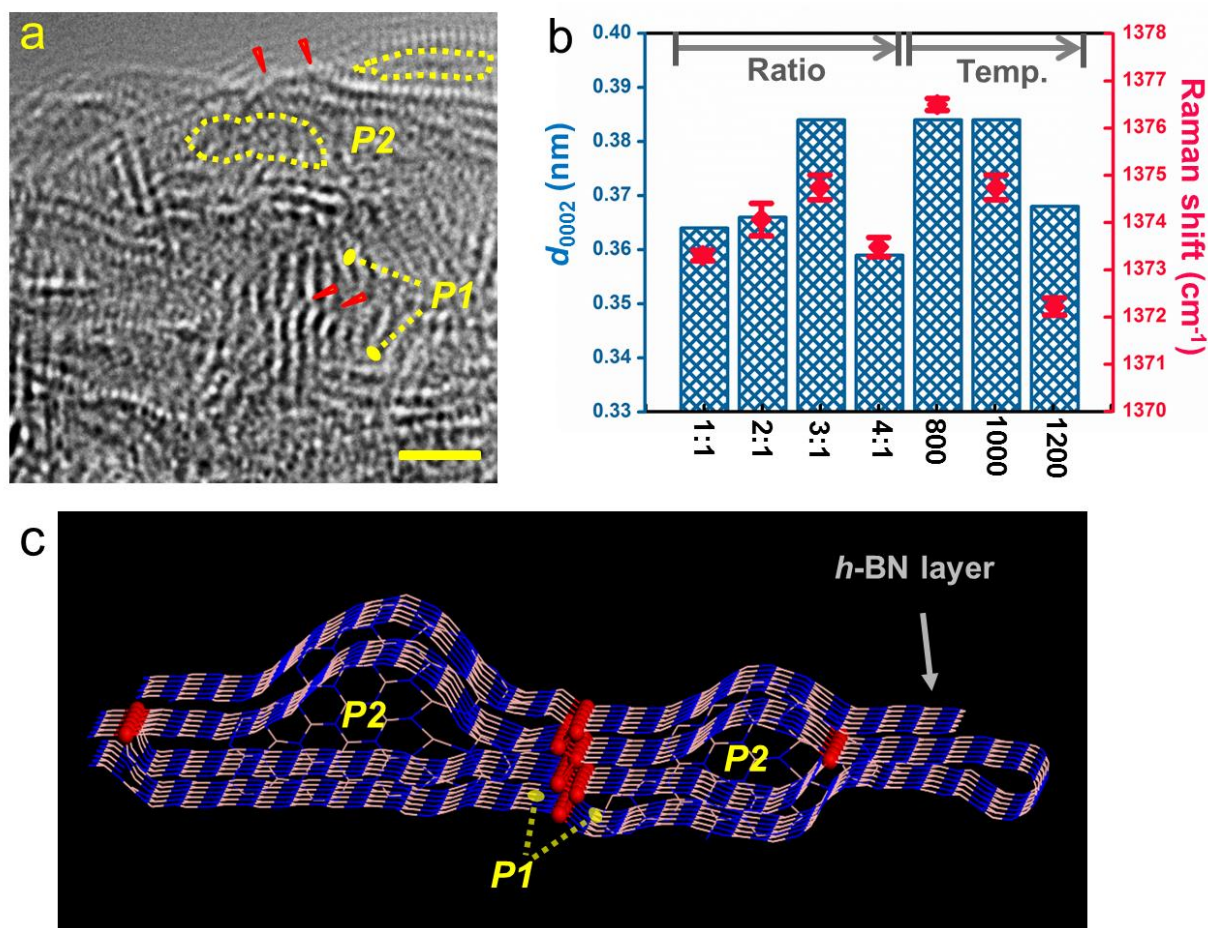 a
P2
P1
b
Ratio
Temp.
d0002 (nm)
0.40
0.39
0.38
0.37
0.36
0.35
0.34
0.33
1378
1377
1376
1375
1374
1373
1372
1371
1370
Raman shift (cm-1)
1:1
2:1
3:1
4:1
800
1000
1200
c
h-BN layer
P2
P2
P1